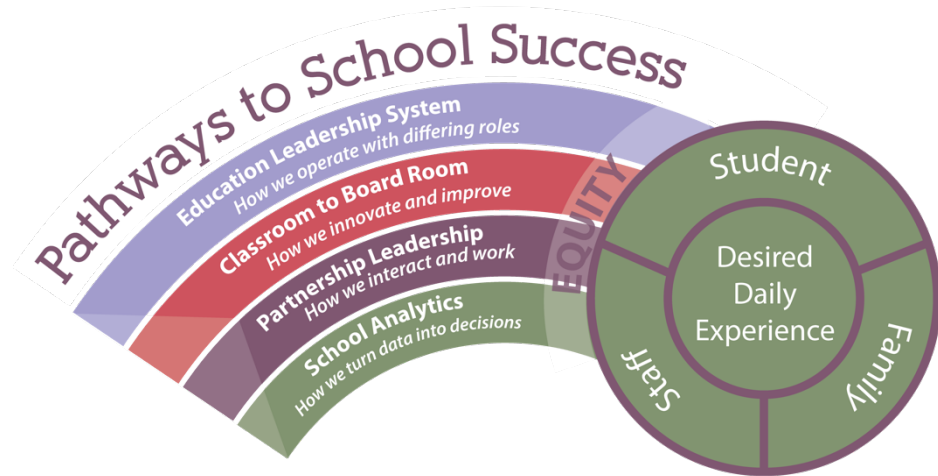 Pathways to School Success
Education Leadership System
How we operate with differing roles
Classroom to Board Room
How we innovate and improve
Partnership Leadership
How we interact and work
School Analytics
How we turn data into decisions
EQUITY
Student
Desired
Daily
Experience
Staff
Family